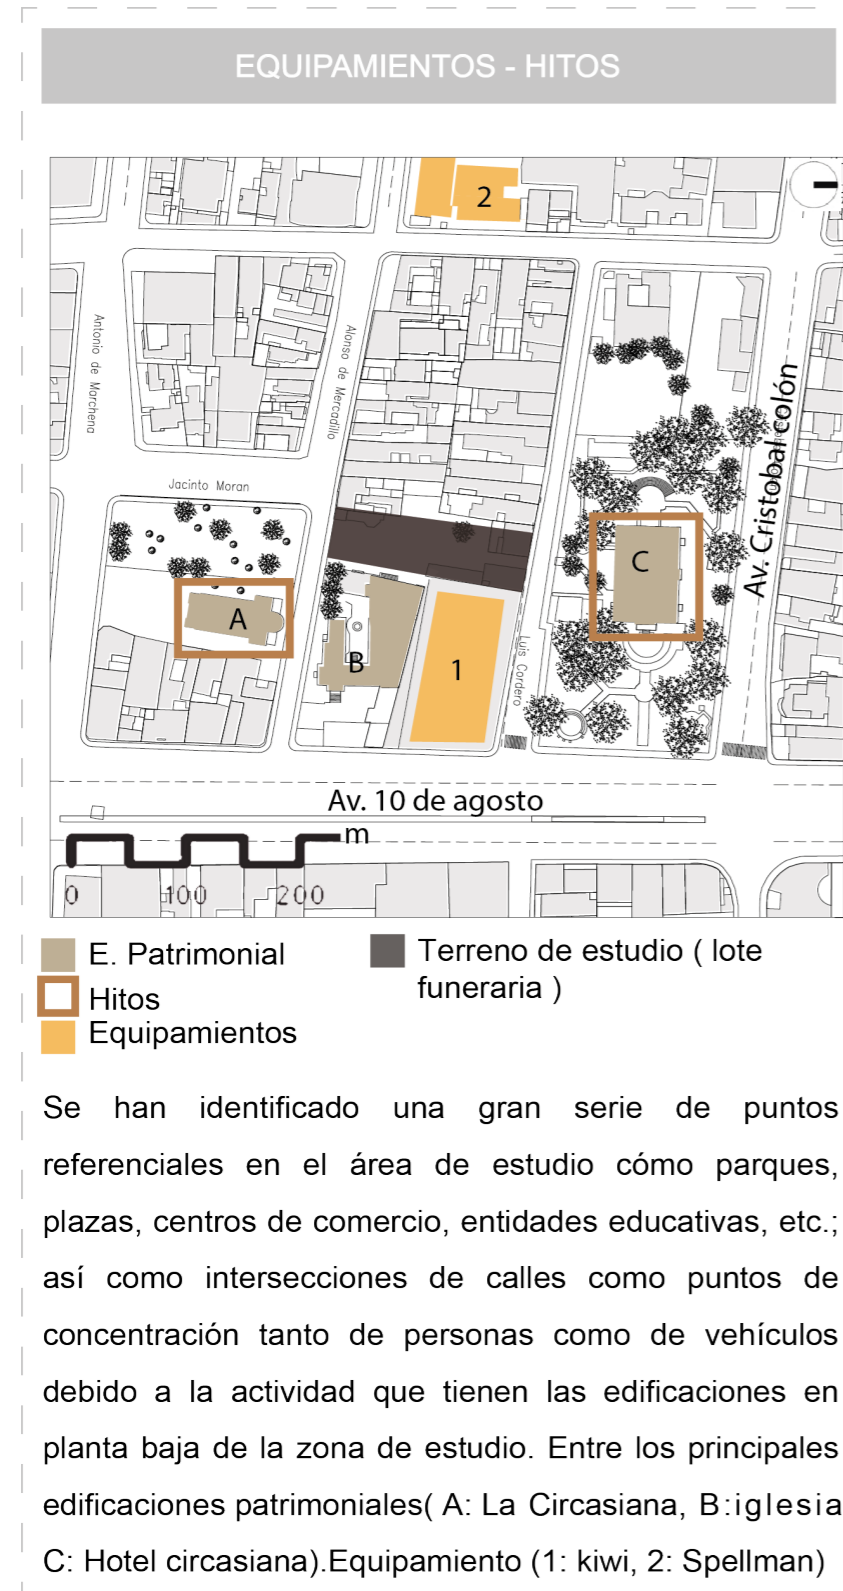 EQUIPAMIENTOS - HITOS
2
Antonio de Marchena
Alonso de Mercadillo
Av. Cristobal colón
Jacinto Moran
C
A
B
1
Luis Cordero
Av. 10 de agosto
m
0 100 200
E. Patrimonial
Hitos
Equipamientos
Terreno de estudio ( lote
funeraria )
Se han identificado una gran serie de puntos
referenciales en el área de estudio cómo parques,
plazas, centros de comercio, entidades educativas, etc.;
así como intersecciones de calles como puntos de
concentración tanto de personas como de vehículos
debido a la actividad que tienen las edificaciones en
planta baja de la zona de estudio. Entre los principales
edificaciones patrimoniales( A: La Circasiana, B:iglesia
C: Hotel circasiana).Equipamiento (1: kiwi, 2: Spellman)